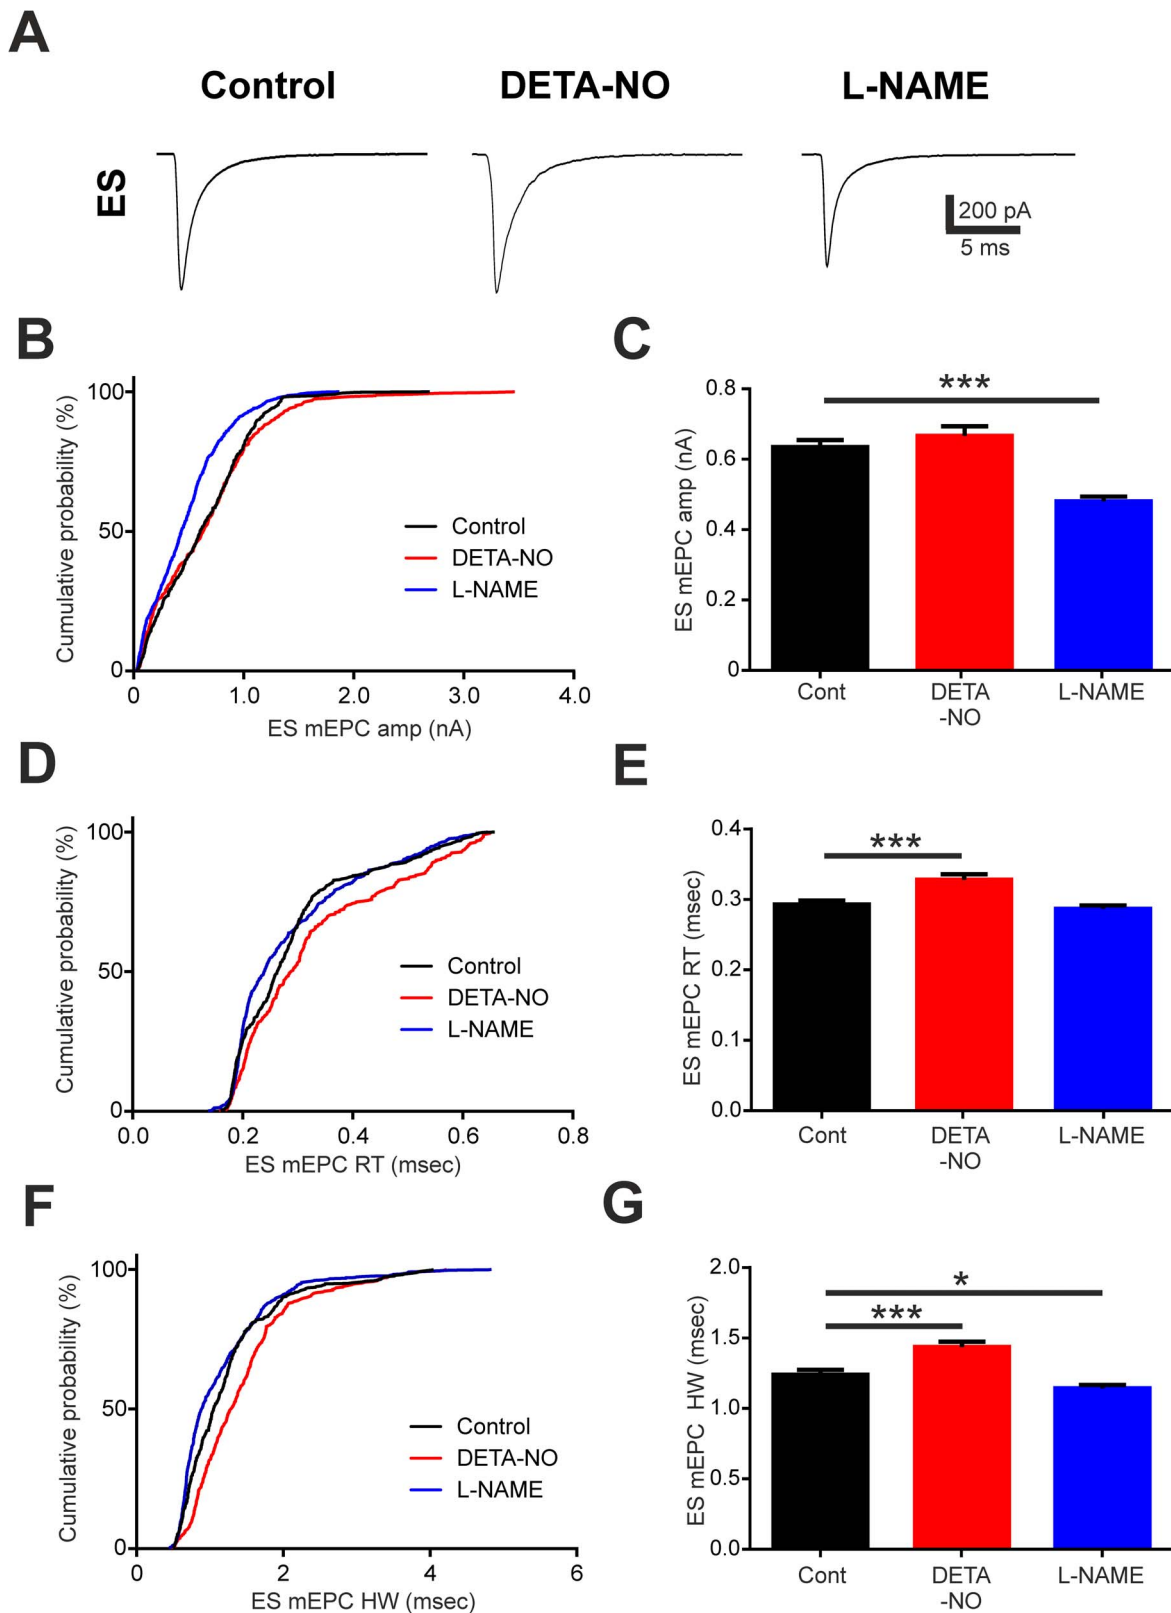 A
Control
DETA-NO
L-NAME
ES
200 pA
5 ms
B
Cumulative probability (%)
100
50
0
0
1.0
2.0
3.0
4.0
ES mEPC amp (nA)
Control
DETA-NO
L-NAME
C
***
ES mEPC amp (nA)
0.8
0.6
0.4
0.2
0
Cont
DETA
-NO
L-NAME
D
Cumulative probability (%)
100
50
0
0.0
0.2
0.4
0.6
0.8
ES mEPC RT (msec)
Control
DETA-NO
L-NAME
E
***
ES mEPC RT (msec)
0.4
0.3
0.2
0.1
0.0
Cont
DETA
-NO
L-NAME
F
Cumulative probability (%)
100
50
0
0
2
4
6
ES mEPC HW (msec)
Control
DETA-NO
L-NAME
G
*
***
ES mEPC HW (msec)
2.0
1.5
1.0
0.5
0.0
Cont
DETA
-NO
L-NAME